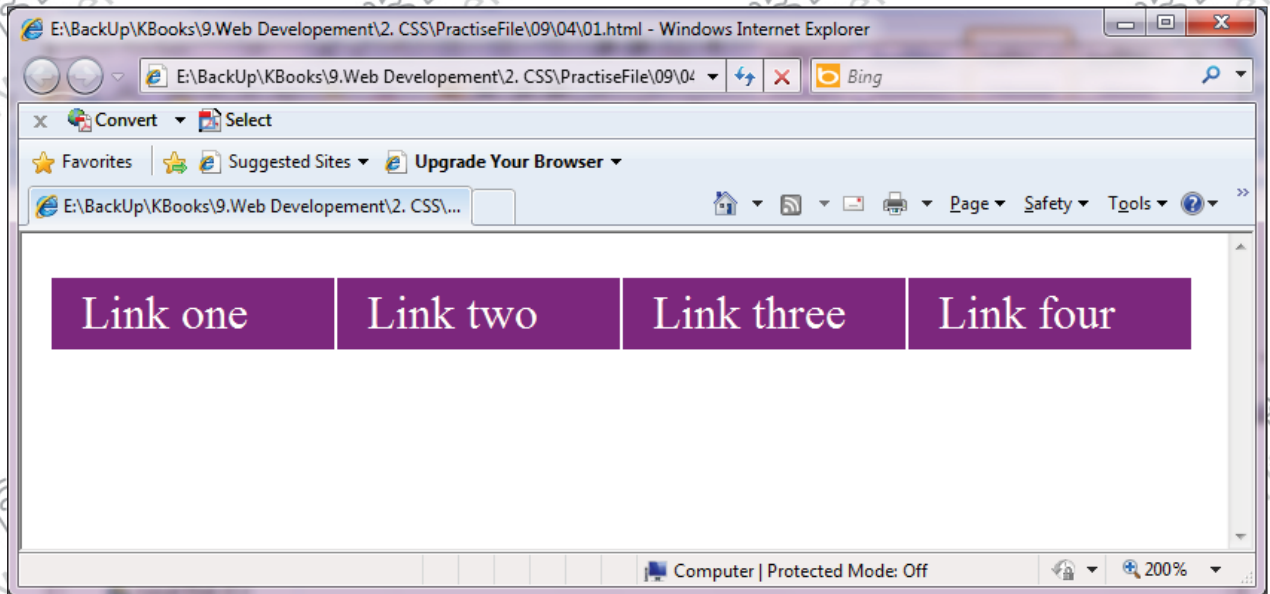 E:\BackUp\KBooks\9.Web Developement\2. CSS\PractiseFile\09\04\01.html - Windows Internet Explorer
E:\BackUp\KBooks\9.Web Developement\2. CSS\PractiseFile\09\04 Bing
x Convert Select
Favorites Suggested Sites Upgrade Your Browser
E:\BackUp\KBooks\9.Web Developement\2. CSS\... Page Safety Tools
Link one Link two Link three Link four
Computer | Protected Mode: Off 200%